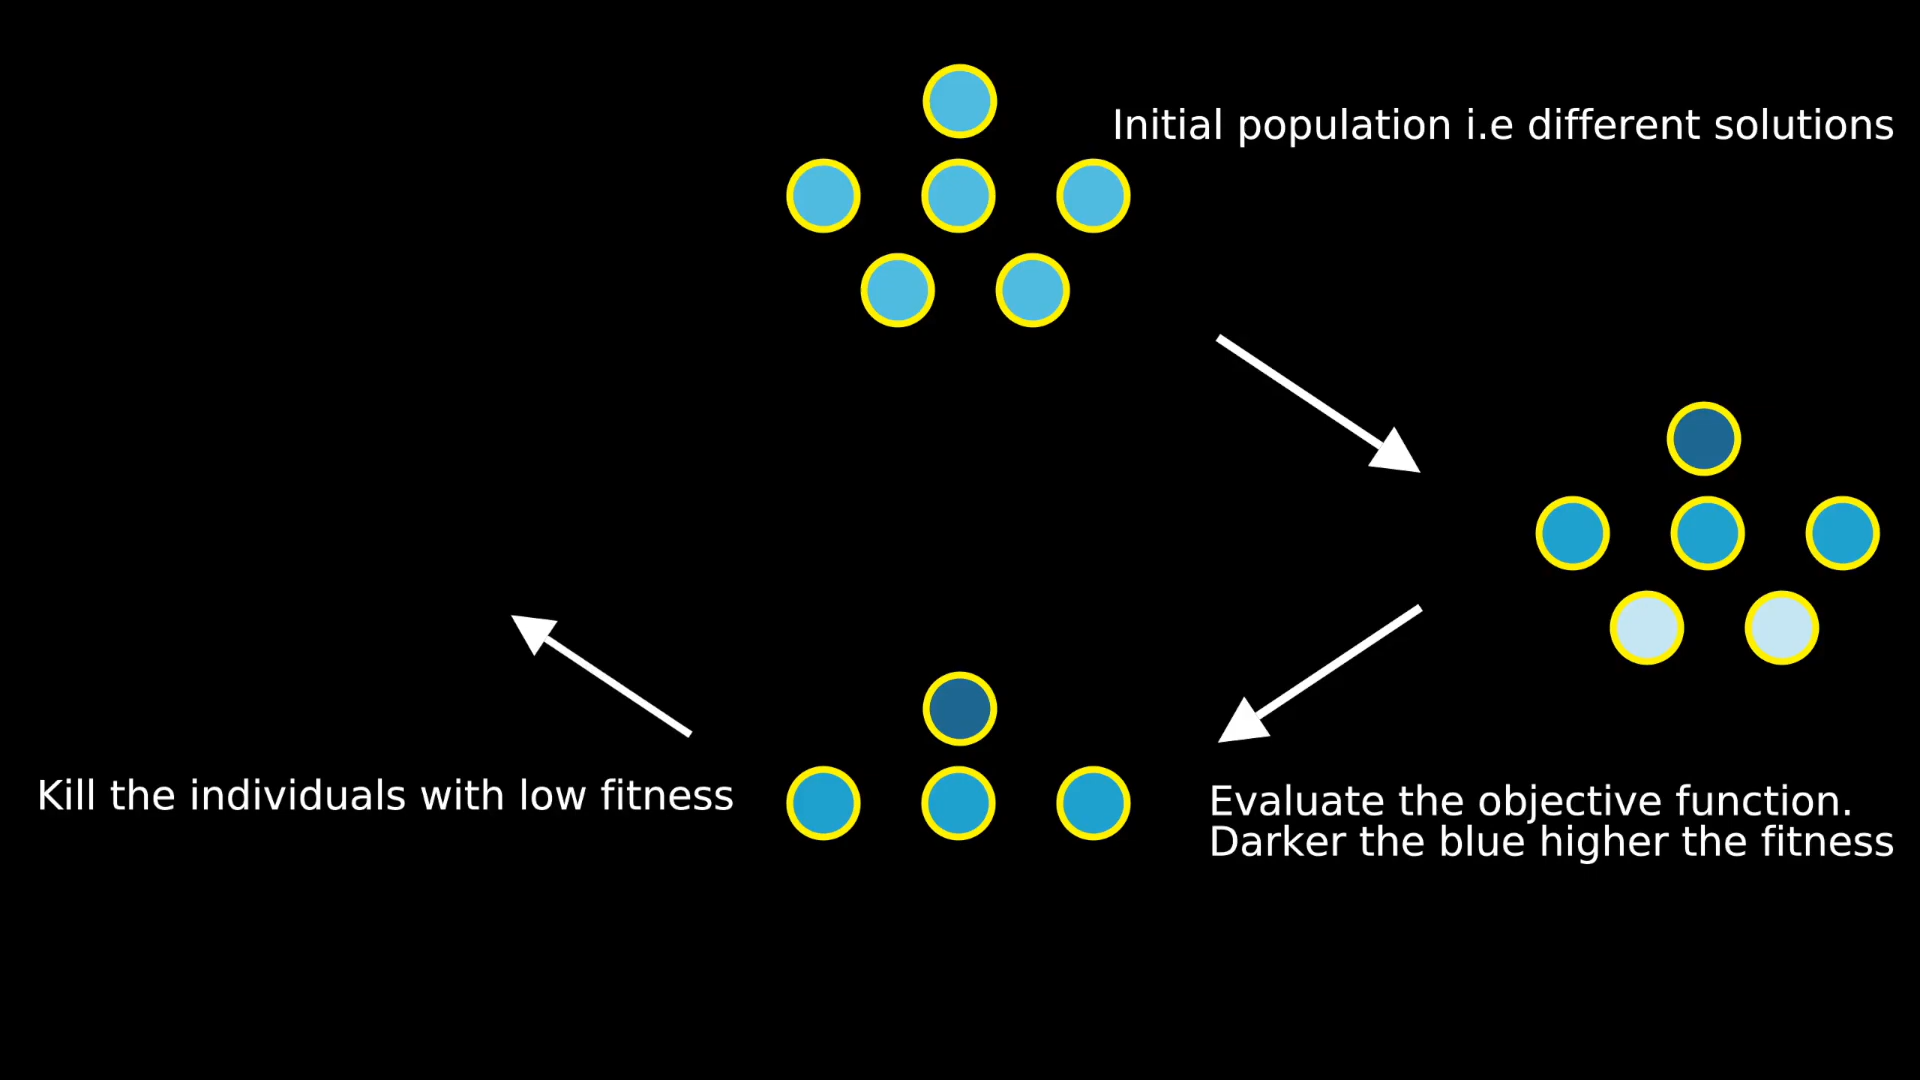 Initial population i.e different solutions
Kill the individuals with low fitness
Evaluate the objective function.
Darker the blue higher the fitness